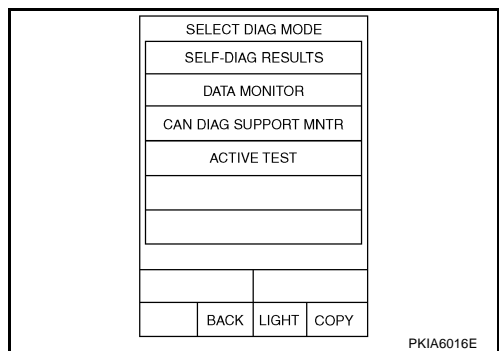 SELECT DIAG MODE
SELF-DIAG RESULTS
DATA MONITOR
CAN DIAG SUPPORT MNTR
ACTIVE TEST
BACK LIGHT COPY
PKIA6016E